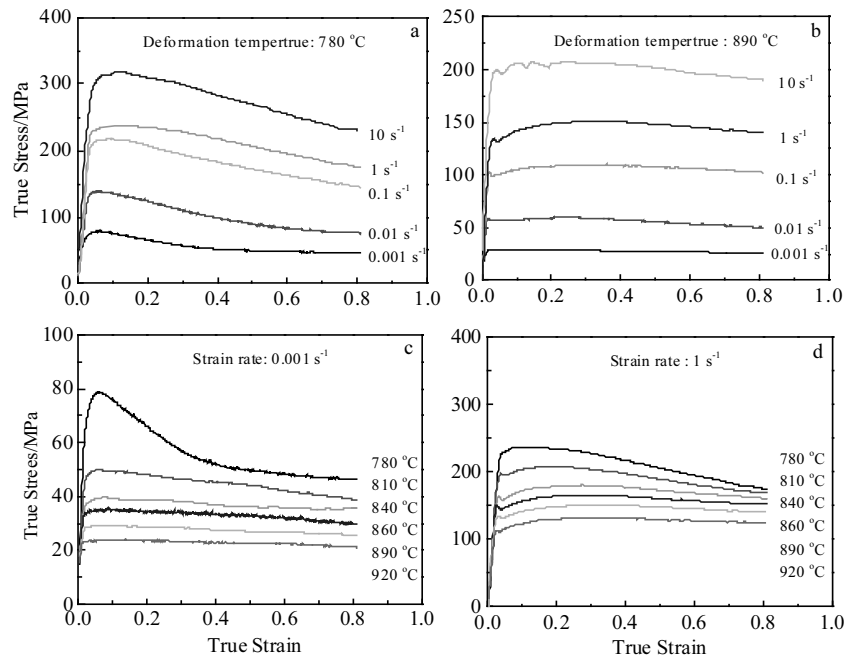 a
Deformation tempertrue: 780 °C
True Stress/MPa
400
300
200
100
0
10 s⁻¹
1 s⁻¹
0.1 s⁻¹
0.01 s⁻¹
0.001 s⁻¹
0.0 0.2 0.4 0.6 0.8 1.0
b
Deformation tempertrue : 890 °C
250
200
150
100
50
0
10 s⁻¹
1 s⁻¹
0.1 s⁻¹
0.01 s⁻¹
0.001 s⁻¹
0.0 0.2 0.4 0.6 0.8 1.0
c
Strain rate: 0.001 s⁻¹
True Strees/MPa
100
80
60
40
20
0
780 °C
810 °C
840 °C
860 °C
890 °C
920 °C
0.0 0.2 0.4 0.6 0.8 1.0
True Strain
d
Strain rate : 1 s⁻¹
400
300
200
100
0
780 °C
810 °C
840 °C
860 °C
890 °C
920 °C
0.0 0.2 0.4 0.6 0.8 1.0
True Strain